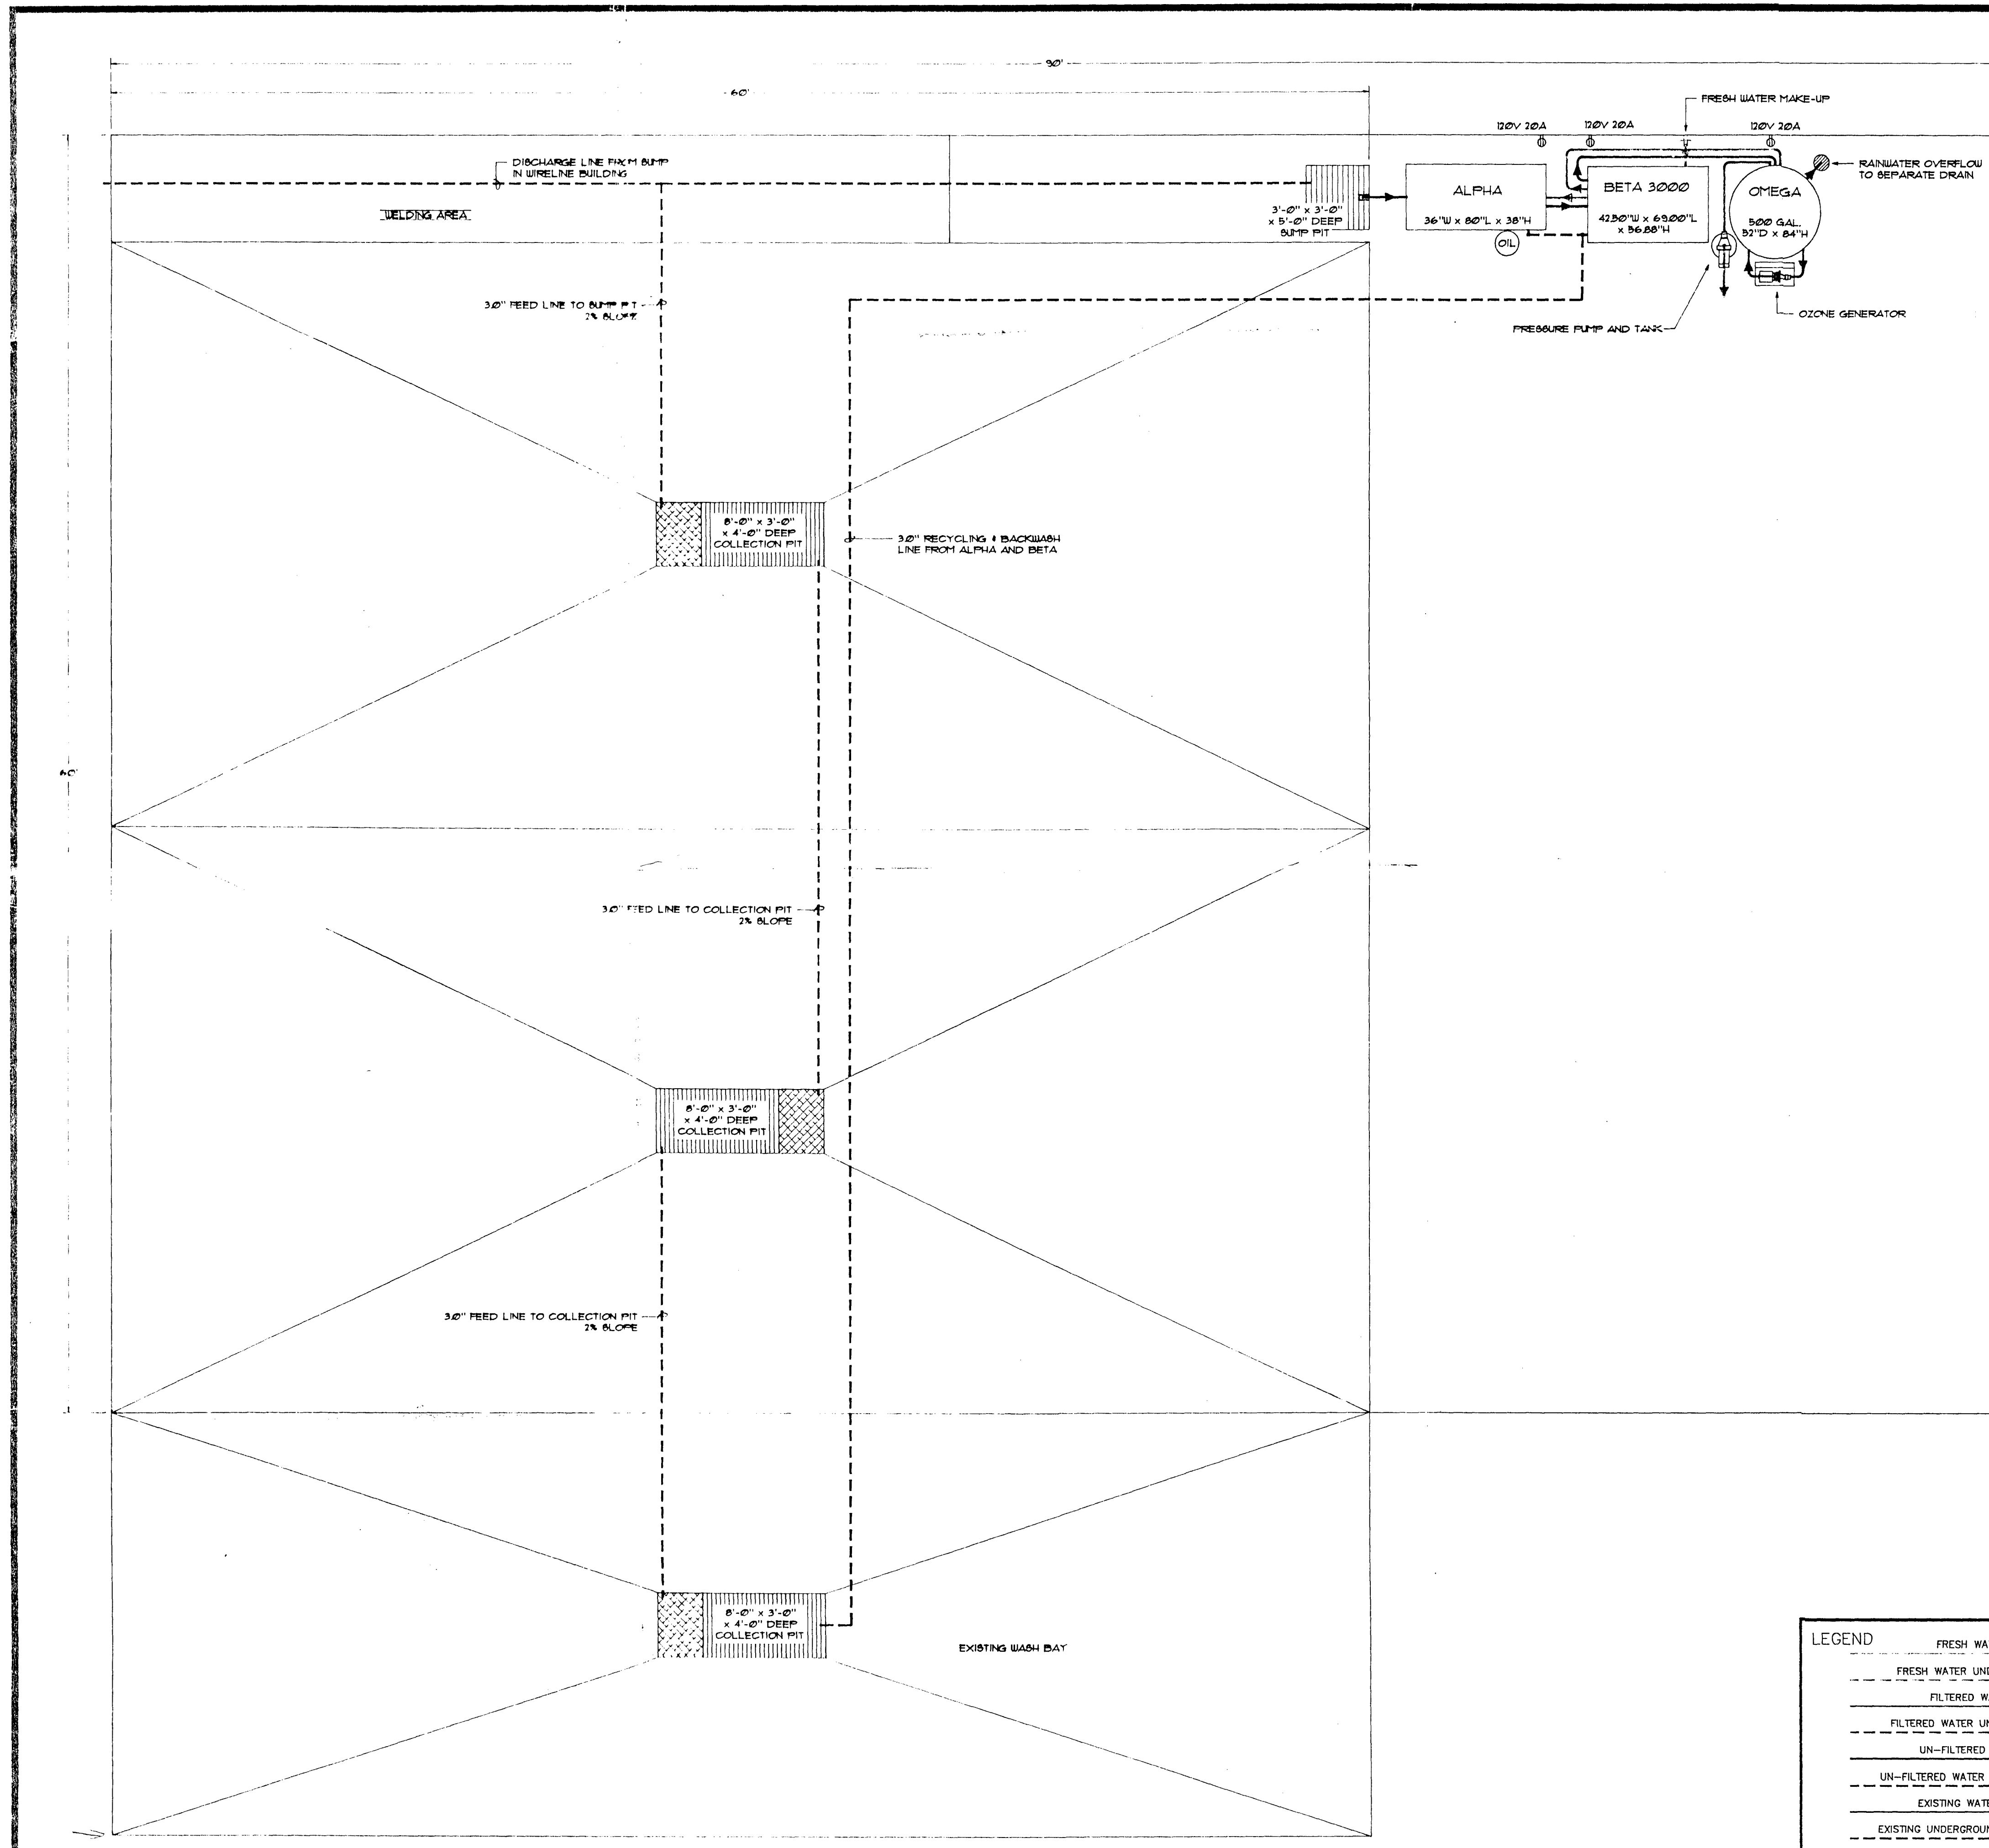 90'
60'
FRESH WATER MAKE-UP
120V 20A
120V 20A
120V 20A
DISCHARGE LINE FROM SUMP
IN WIRELINE BUILDING
WELDING AREA
3'-0" x 3'-0"
x 5'-0" DEEP
SUMP PIT
ALPHA
36"W x 80"L x 38"H
OIL
BETA 3000
42.50"W x 69.00"L
x 56.88"H
OMEGA
500 GAL.
52"D x 84"H
RAINWATER OVERFLOW
TO SEPARATE DRAIN
OZONE GENERATOR
PRESSURE PUMP AND TANK
3.0" FEED LINE TO SUMP PIT
2% SLOPE
8'-0" x 3'-0"
x 4'-0" DEEP
COLLECTION PIT
3.0" RECYCLING & BACKWASH
LINE FROM ALPHA AND BETA
60'
3.0" FEED LINE TO COLLECTION PIT
2% SLOPE
8'-0" x 3'-0"
x 4'-0" DEEP
COLLECTION PIT
3.0" FEED LINE TO COLLECTION PIT
2% SLOPE
8'-0" x 3'-0"
x 4'-0" DEEP
COLLECTION PIT
EXISTING WASH BAY
LEGEND
FRESH WA
FRESH WATER UN
FILTERED W
FILTERED WATER UN
UN-FILTERED
UN-FILTERED WATER
EXISTING WATE
EXISTING UNDERGROUN